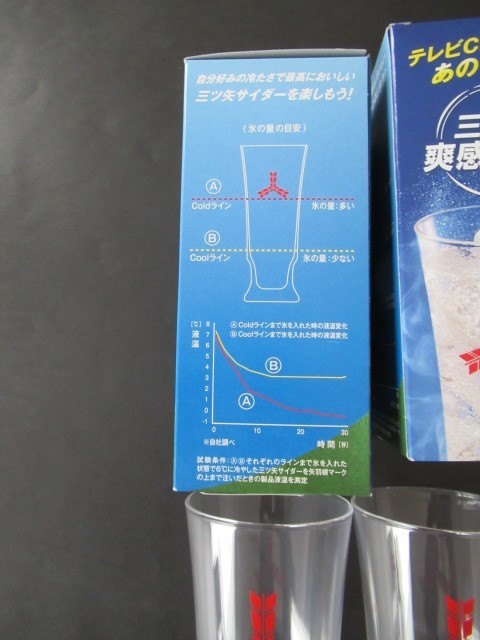 自分好みの冷たさで最高においしい
三ツ矢サイダーを楽しもう!
(氷の量の目安)
Ⓐ
Coldライン 氷の量:多い
Ⓑ
Coolライン 氷の量:少ない
[℃]
液温
ⒶColdラインまで氷を入れた時の液温変化
ⒷCoolラインまで氷を入れた時の液温変化
8
7
6
5
4
3
2
1
0
-1
Ⓑ
Ⓐ
0 10 20 30
※自社調べ 時間[秒]
試験条件:ⒶⒷそれぞれのラインまで氷を入れた
状態で6℃に冷やした三ツ矢サイダーを矢羽根マーク
の上まで注いだときの製品液温を測定
テレビC
あの
三
爽感